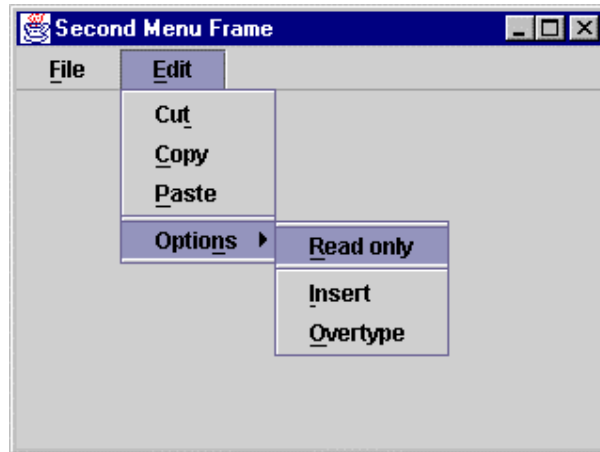 Second Menu Frame
File Edit
Cut
Copy
Paste
Options
Read only
Insert
Overtype